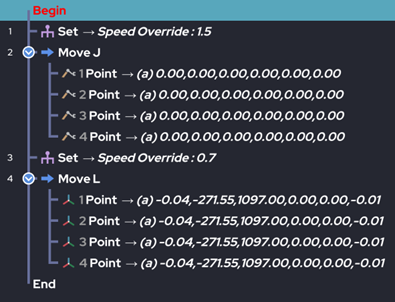 Begin
1 Set → Speed Override : 1.5
2 Move J
1 Point → (a) 0.00,0.00,0.00,0.00,0.00,0.00
2 Point → (a) 0.00,0.00,0.00,0.00,0.00,0.00
3 Point → (a) 0.00,0.00,0.00,0.00,0.00,0.00
4 Point → (a) 0.00,0.00,0.00,0.00,0.00,0.00
3 Set → Speed Override : 0.7
4 Move L
1 Point → (a) -0.04,-271.55,1097.00,0.00,0.00,-0.01
2 Point → (a) -0.04,-271.55,1097.00,0.00,0.00,-0.01
3 Point → (a) -0.04,-271.55,1097.00,0.00,0.00,-0.01
4 Point → (a) -0.04,-271.55,1097.00,0.00,0.00,-0.01
End